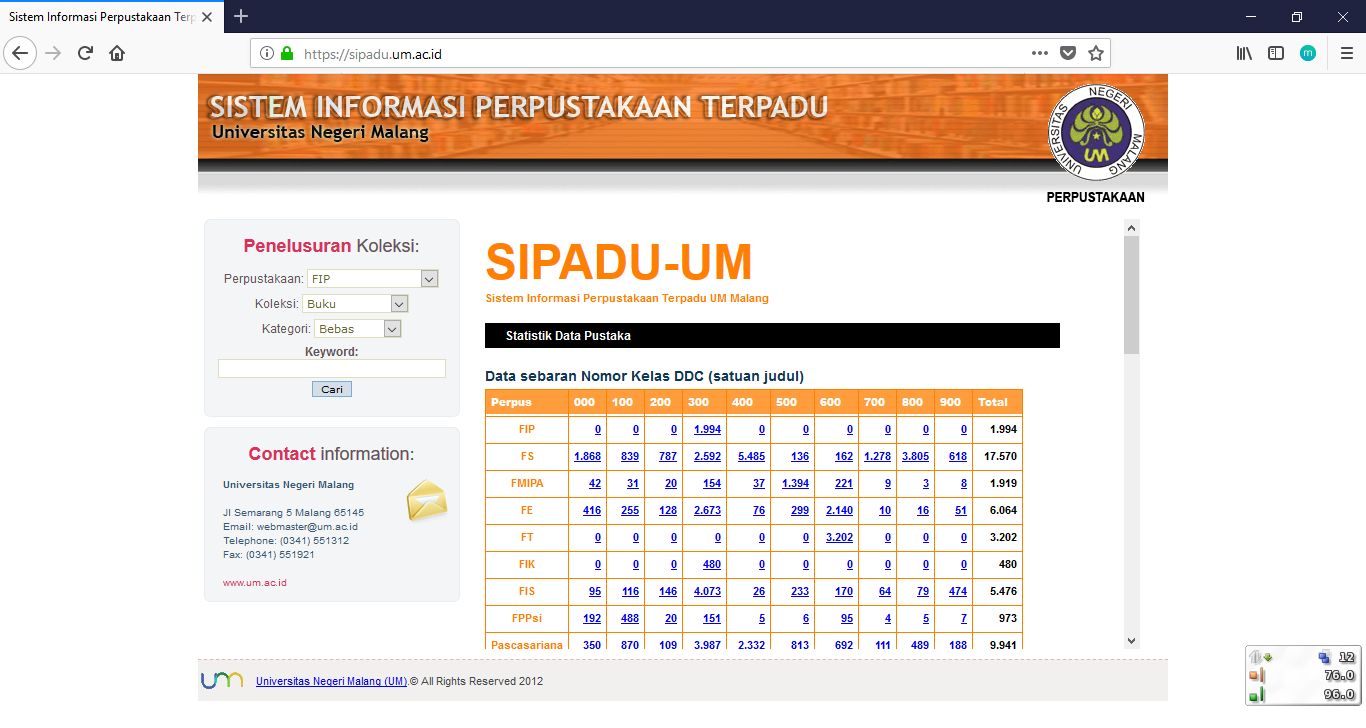 Sistem Informasi Perpustakaan Terp
https://sipadu.um.ac.id
m
SISTEM INFORMASI PERPUSTAKAAN TERPADU
Universitas Negeri Malang
UNIVERSITAS NEGERI MALANG
UM
PERPUSTAKAAN
Penelusuran Koleksi:
Perpustakaan: FIP
Koleksi: Buku
Kategori: Bebas
Keyword:
Cari
Contact information:
Universitas Negeri Malang
Jl Semarang 5 Malang 65145
Email: webmaster@um.ac.id
Telephone: (0341) 551312
Fax: (0341) 551921
www.um.ac.id
SIPADU-UM
Sistem Informasi Perpustakaan Terpadu UM Malang
Statistik Data Pustaka
Data sebaran Nomor Kelas DDC (satuan judul)
Perpus 000 100 200 300 400 500 600 700 800 900 Total
FIP 0 0 0 1.994 0 0 0 0 0 0 1.994
FS 1.868 839 787 2.592 5.485 136 162 1.278 3.805 618 17.570
FMIPA 42 31 20 154 37 1.394 221 9 3 8 1.919
FE 416 255 128 2.673 76 299 2.140 10 16 51 6.064
FT 0 0 0 0 0 0 3.202 0 0 0 3.202
FIK 0 0 0 480 0 0 0 0 0 0 480
FIS 95 116 146 4.073 26 233 170 64 79 474 5.476
FPPsi 192 488 20 151 5 6 95 4 5 7 973
Pascasariana 350 870 109 3.987 2.332 813 692 111 489 188 9.941
um
Universitas Negeri Malang (UM).© All Rights Reserved 2012
12
76.0
96.0